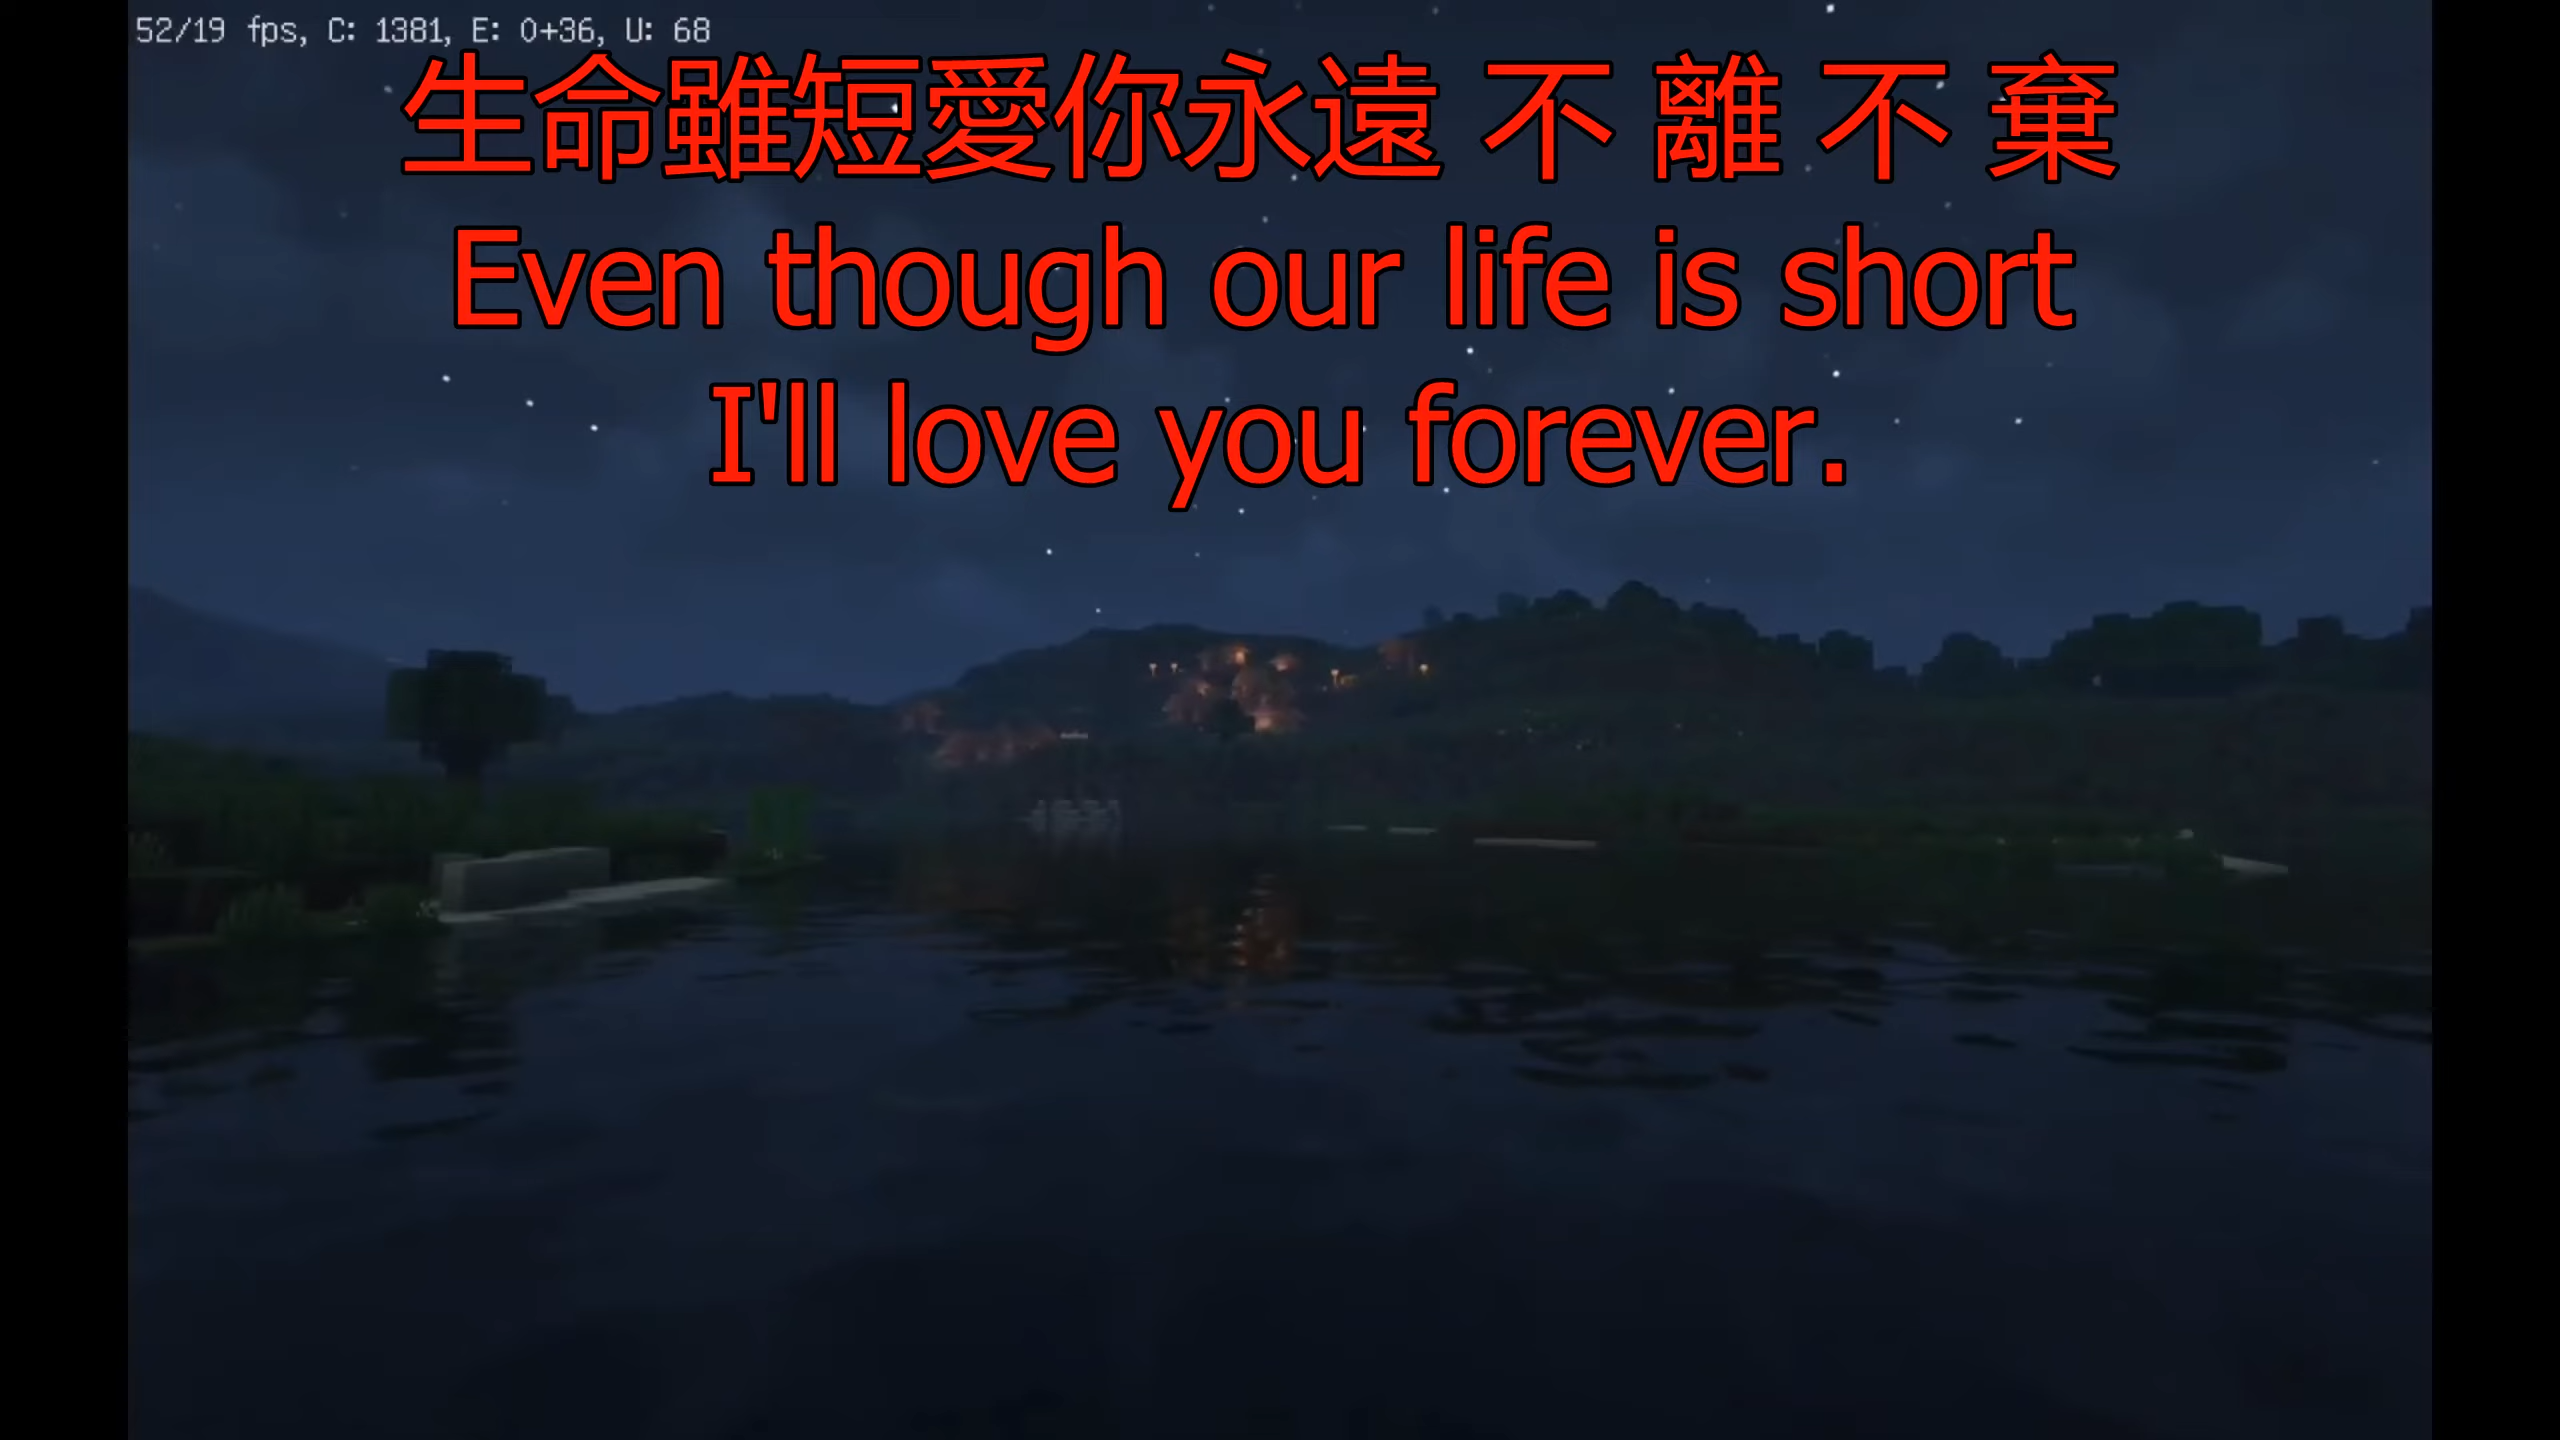 52/19 fps, C: 1381, E: 0+36, U: 68
生命雖短愛你永遠 不 離 不 棄
Even though our life is short
I'll love you forever.